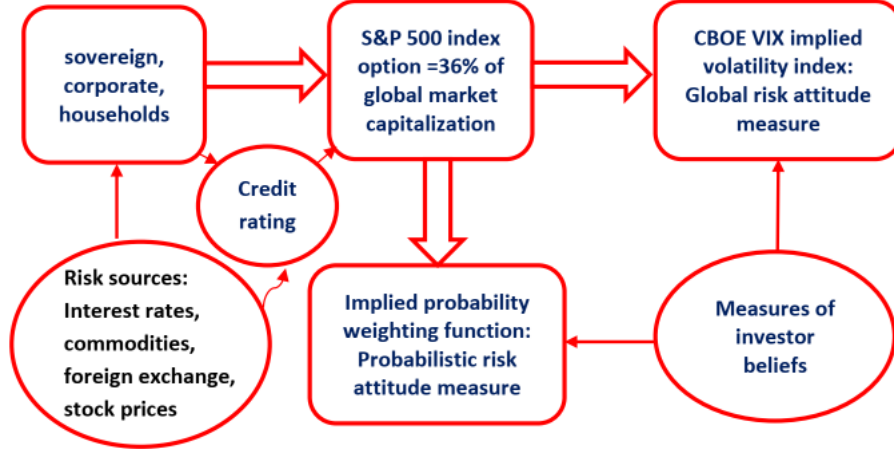 sovereign,
corporate,
households
S&P 500 index
option =36% of
global market
capitalization
CBOE VIX implied
volatility index:
Global risk attitude
measure
Credit
rating
Risk sources:
Interest rates,
commodities,
foreign exchange,
stock prices
Implied probability
weighting function:
Probabilistic risk
attitude measure
Measures of
investor
beliefs